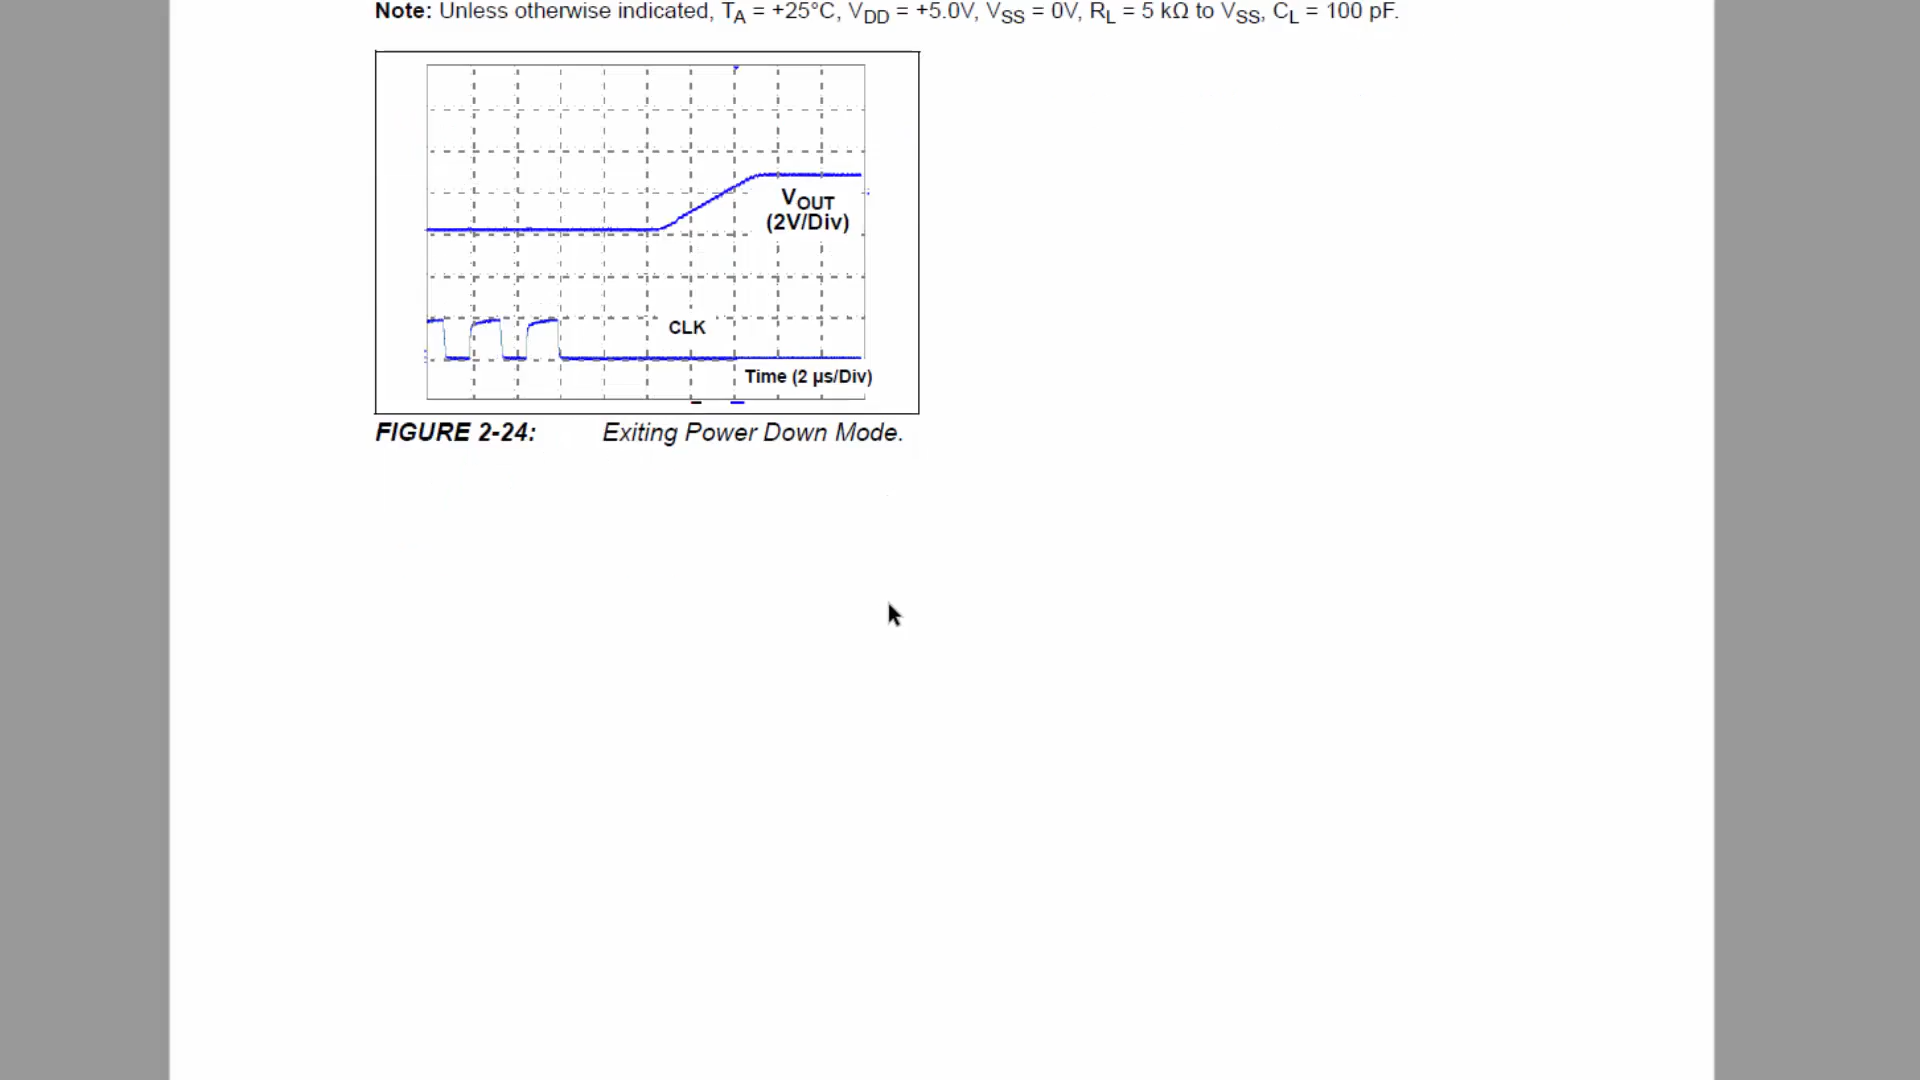 Note: Unless otherwise indicated, TA = +25°C, VDD = +5.0V, VSS = 0V, RL = 5 kΩ to VSS, CL = 100 pF.
VOUT
(2V/Div)
CLK
Time (2 µs/Div)
FIGURE 2-24: Exiting Power Down Mode.